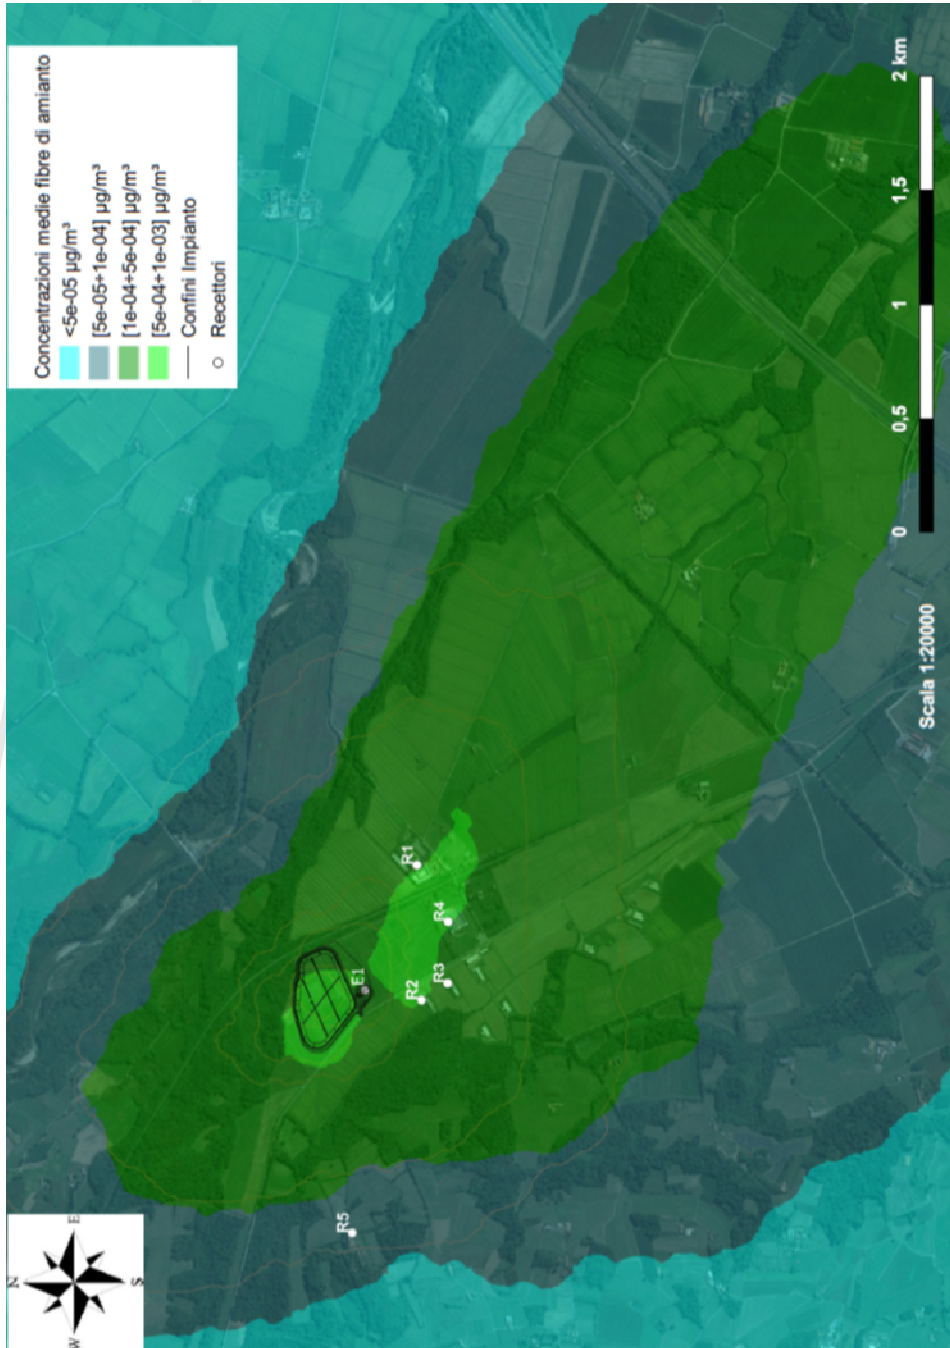 Concentrazioni medie fibre di amianto
<5e-05 µg/m³
[5e-05÷1e-04] µg/m³
[1e-04÷5e-04] µg/m³
[5e-04÷1e-03] µg/m³
Confini Impianto
Recettori
N
W
E
S
R5
E1
R2
R3
R4
R1
Scala 1:20000
0
0,5
1
1,5
2 km